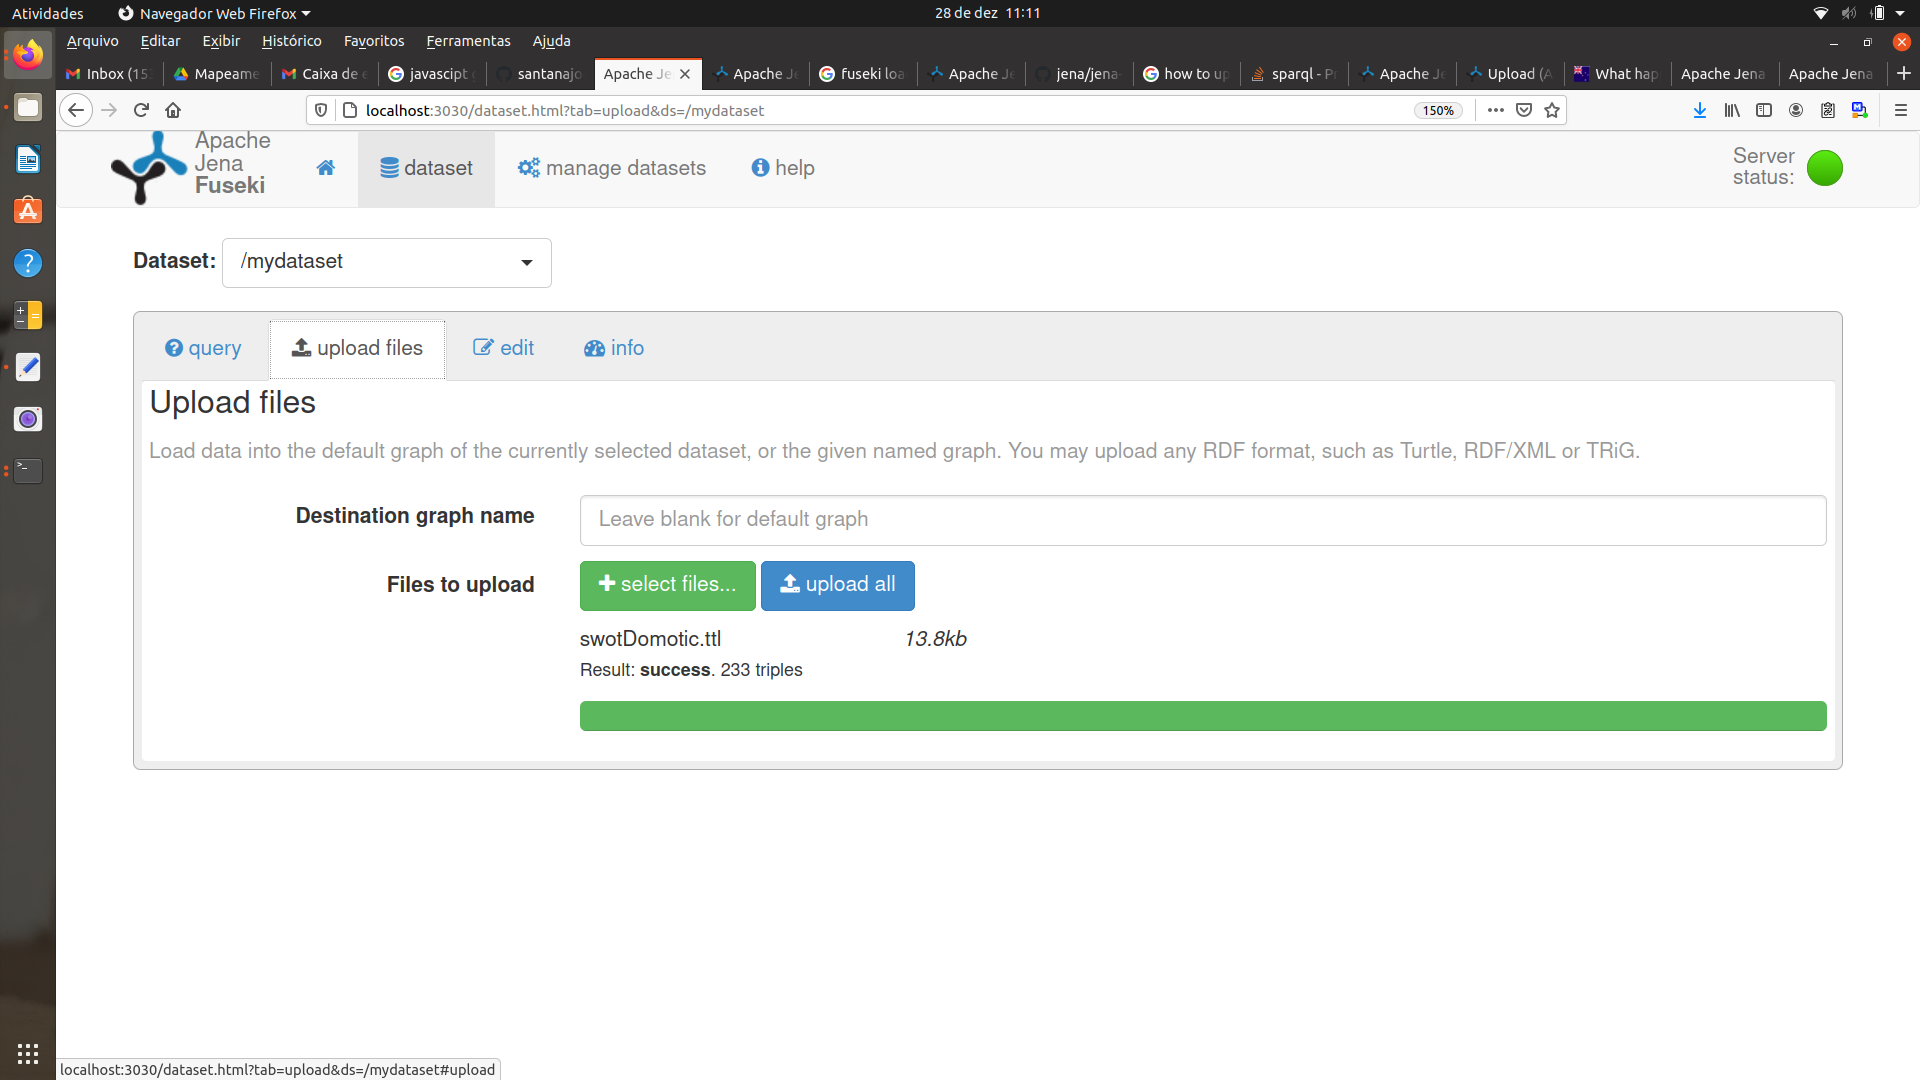 Atividades Navegador Web Firefox 28 de dez 11:11
Arquivo Editar Exibir Histórico Favoritos Ferramentas Ajuda
Inbox (15 Mapeame Caixa de e javascipt santanajo Apache Je Apache Je fuseki loa Apache Je jena/jena- how to up sparql - Pr Apache Je Upload (A What hap Apache Jena Apache Jena
localhost:3030/dataset.html?tab=upload&ds=/mydataset 150%
Apache Jena Fuseki dataset manage datasets help Server status:
Dataset: /mydataset
query upload files edit info
Upload files
Load data into the default graph of the currently selected dataset, or the given named graph. You may upload any RDF format, such as Turtle, RDF/XML or TRiG.
Destination graph name Leave blank for default graph
Files to upload select files... upload all
swotDomotic.ttl 13.8kb
Result: success. 233 triples
localhost:3030/dataset.html?tab=upload&ds=/mydataset#upload